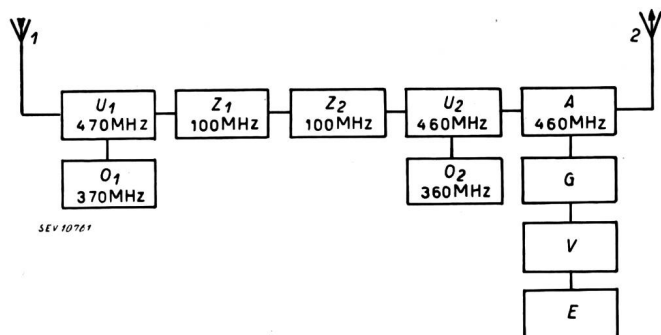 1
2
U1
470MHz
Z1
100MHz
Z2
100MHz
U2
460MHz
A
460MHz
O1
370MHz
O2
360MHz
G
V
E
SEV 10761